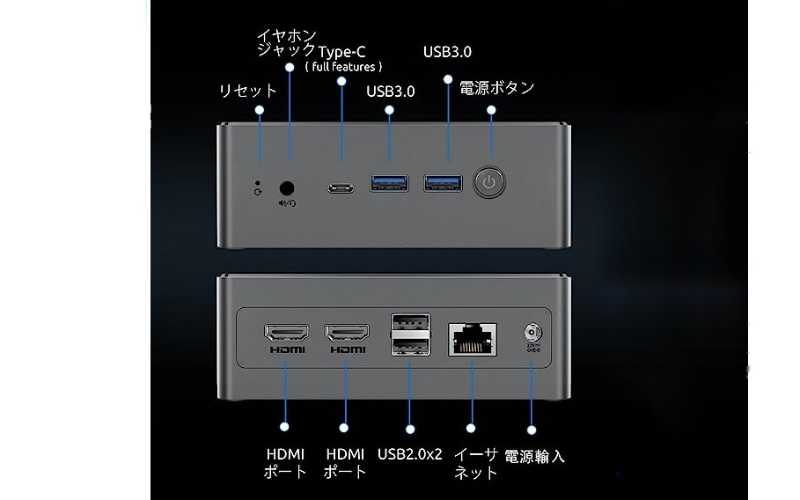 イヤホン
ジャック
Type-C
( full features )
USB3.0
USB3.0
リセット
電源ボタン
HDMI
HDMI
HDMI
ポート
HDMI
ポート
USB2.0x2
イーサ
ネット
電源輸入